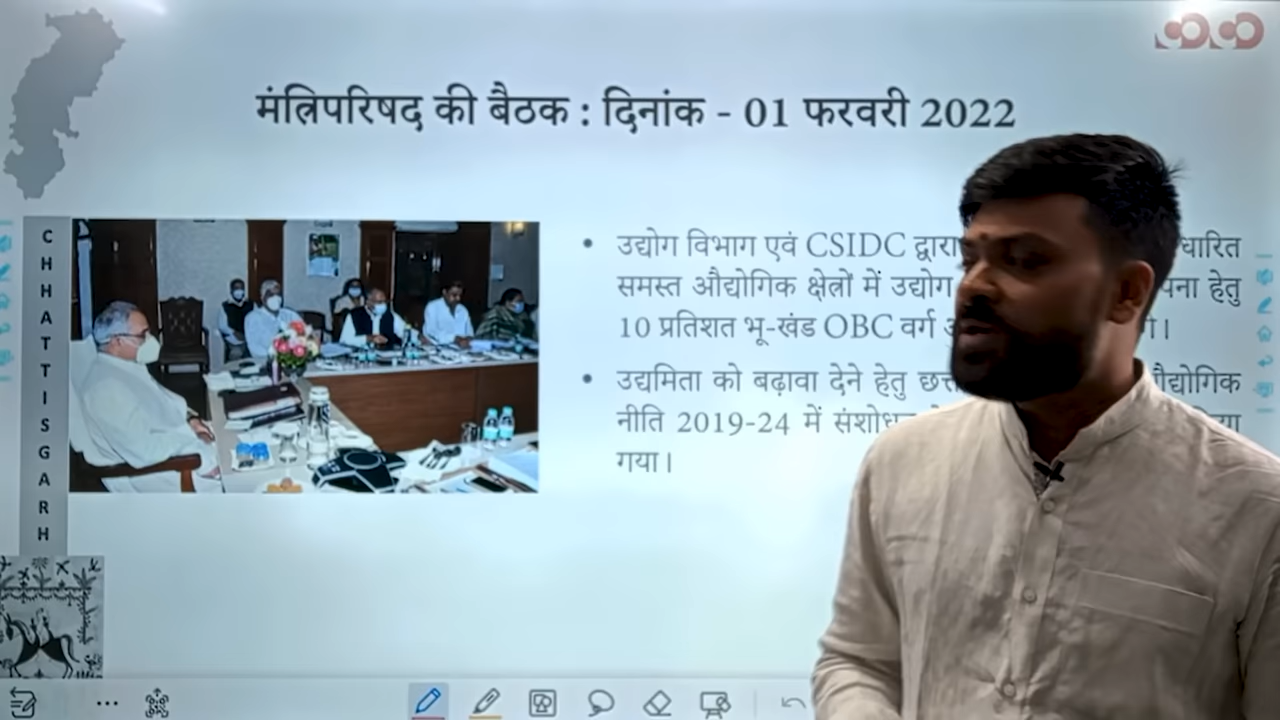 मंत्रिपरिषद की बैठक : दिनांक - 01 फरवरी 2022
CHHATTISGARH
• उद्योग विभाग एवं CSIDC द्वारा
समस्त औद्योगिक क्षेत्रों में उद्योग हेतु
10 प्रतिशत भू-खंड OBC वर्ग
• उद्यमिता को बढ़ावा देने हेतु
नीति 2019-24 में
गया।